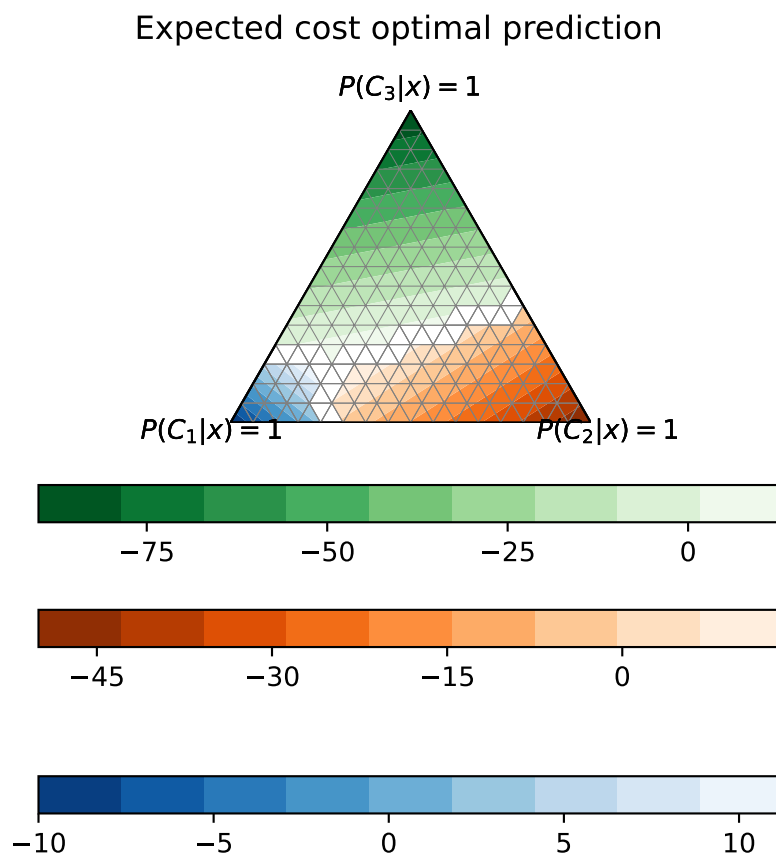 Expected cost optimal prediction
P(C₃|x) = 1
P(C₁|x) = 1 P(C₂|x) = 1
−75 −50 −25 0
−45 −30 −15 0
−10 −5 0 5 10